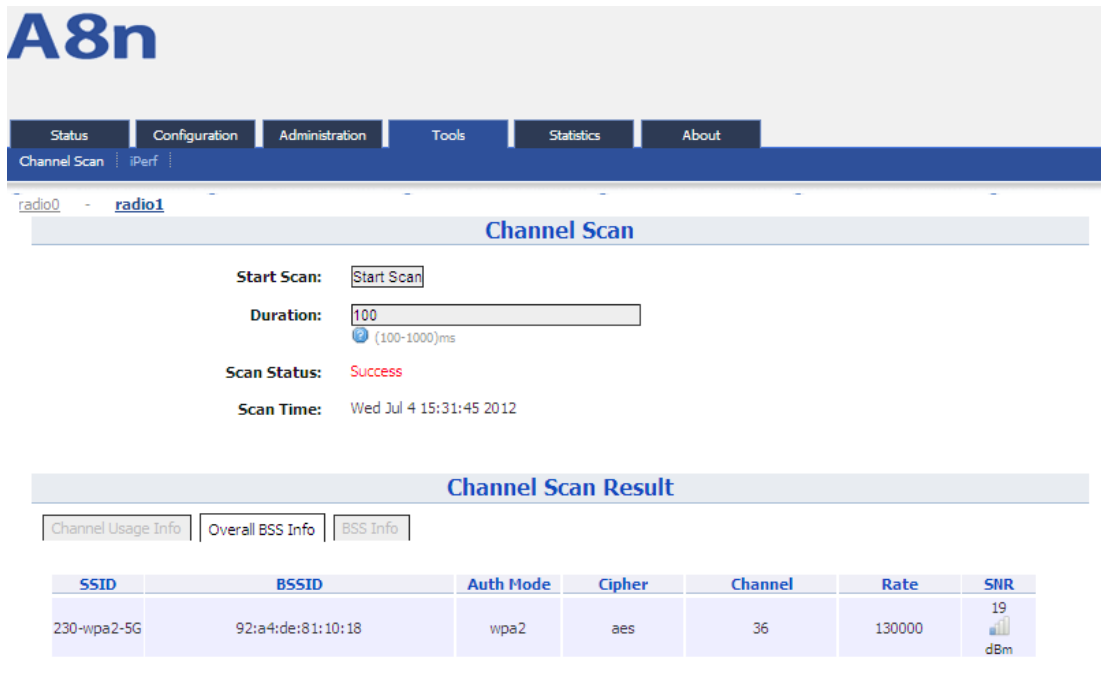 A8n
Status Configuration Administration Tools Statistics About
Channel Scan iPerf
radio0 - radio1
Channel Scan
Start Scan: Start Scan
Duration: 100
(100-1000)ms
Scan Status: Success
Scan Time: Wed Jul 4 15:31:45 2012
Channel Scan Result
Channel Usage Info Overall BSS Info BSS Info
SSID BSSID Auth Mode Cipher Channel Rate SNR
230-wpa2-5G 92:a4:de:81:10:18 wpa2 aes 36 130000 19
dBm